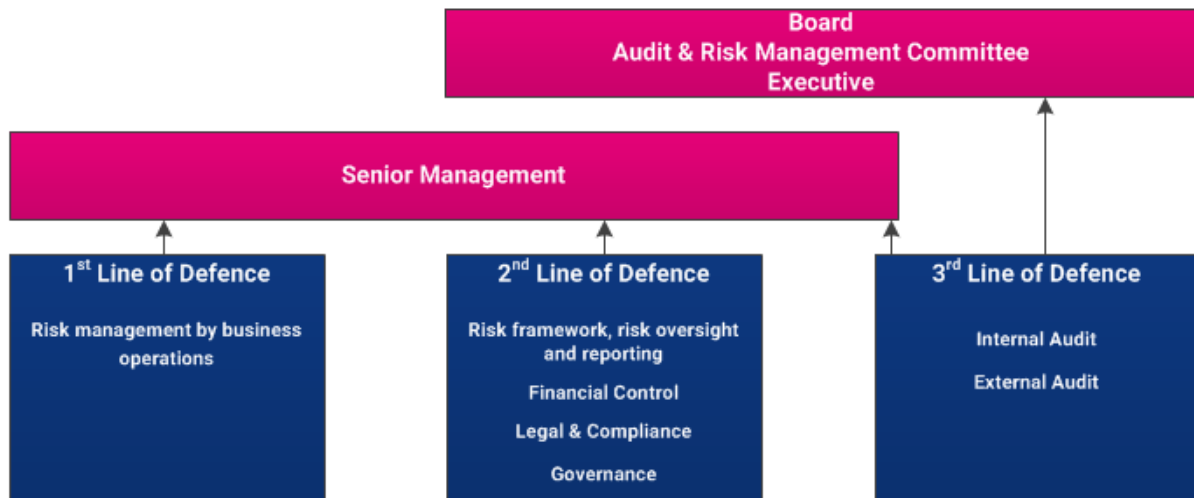 Board
Audit & Risk Management Committee
Executive
Senior Management
1st Line of Defence
Risk management by business
operations
2nd Line of Defence
Risk framework, risk oversight
and reporting
Financial Control
Legal & Compliance
Governance
3rd Line of Defence
Internal Audit
External Audit